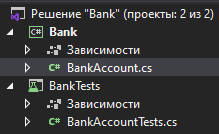 Решение "Bank" (проекты: 2 из 2)
C# Bank
Зависимости
C# BankAccount.cs
BankTests
Зависимости
C# BankAccountTests.cs